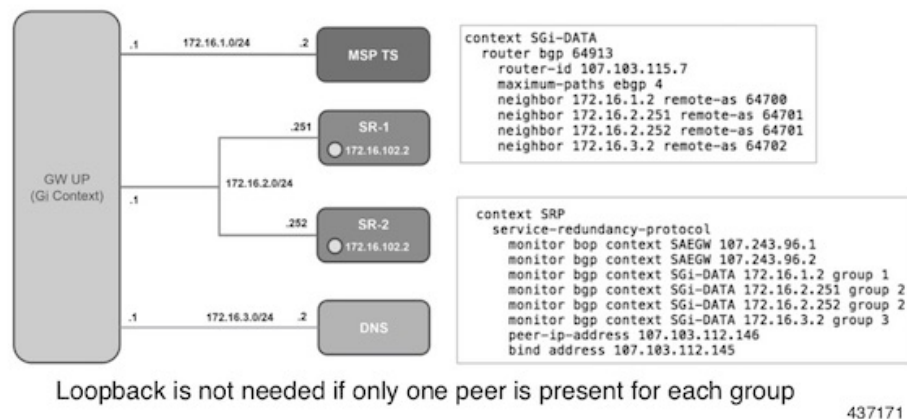 .1
172.16.1.0/24
.2
MSP TS
.251
SR-1
172.16.102.2
GW UP
(Gi Context)
.1
172.16.2.0/24
.252
SR-2
172.16.102.2
.1
172.16.3.0/24
.2
DNS
context SGi-DATA
router bgp 64913
router-id 107.103.115.7
maximum-paths ebgp 4
neighbor 172.16.1.2 remote-as 64700
neighbor 172.16.2.251 remote-as 64701
neighbor 172.16.2.252 remote-as 64701
neighbor 172.16.3.2 remote-as 64702
context SRP
service-redundancy-protocol
monitor bgp context SAEGW 107.243.96.1
monitor bgp context SAEGW 107.243.96.2
monitor bgp context SGi-DATA 172.16.1.2 group 1
monitor bgp context SGi-DATA 172.16.2.251 group 2
monitor bgp context SGi-DATA 172.16.2.252 group 2
monitor bgp context SGi-DATA 172.16.3.2 group 3
peer-ip-address 107.103.112.146
bind address 107.103.112.145
Loopback is not needed if only one peer is present for each group
437171